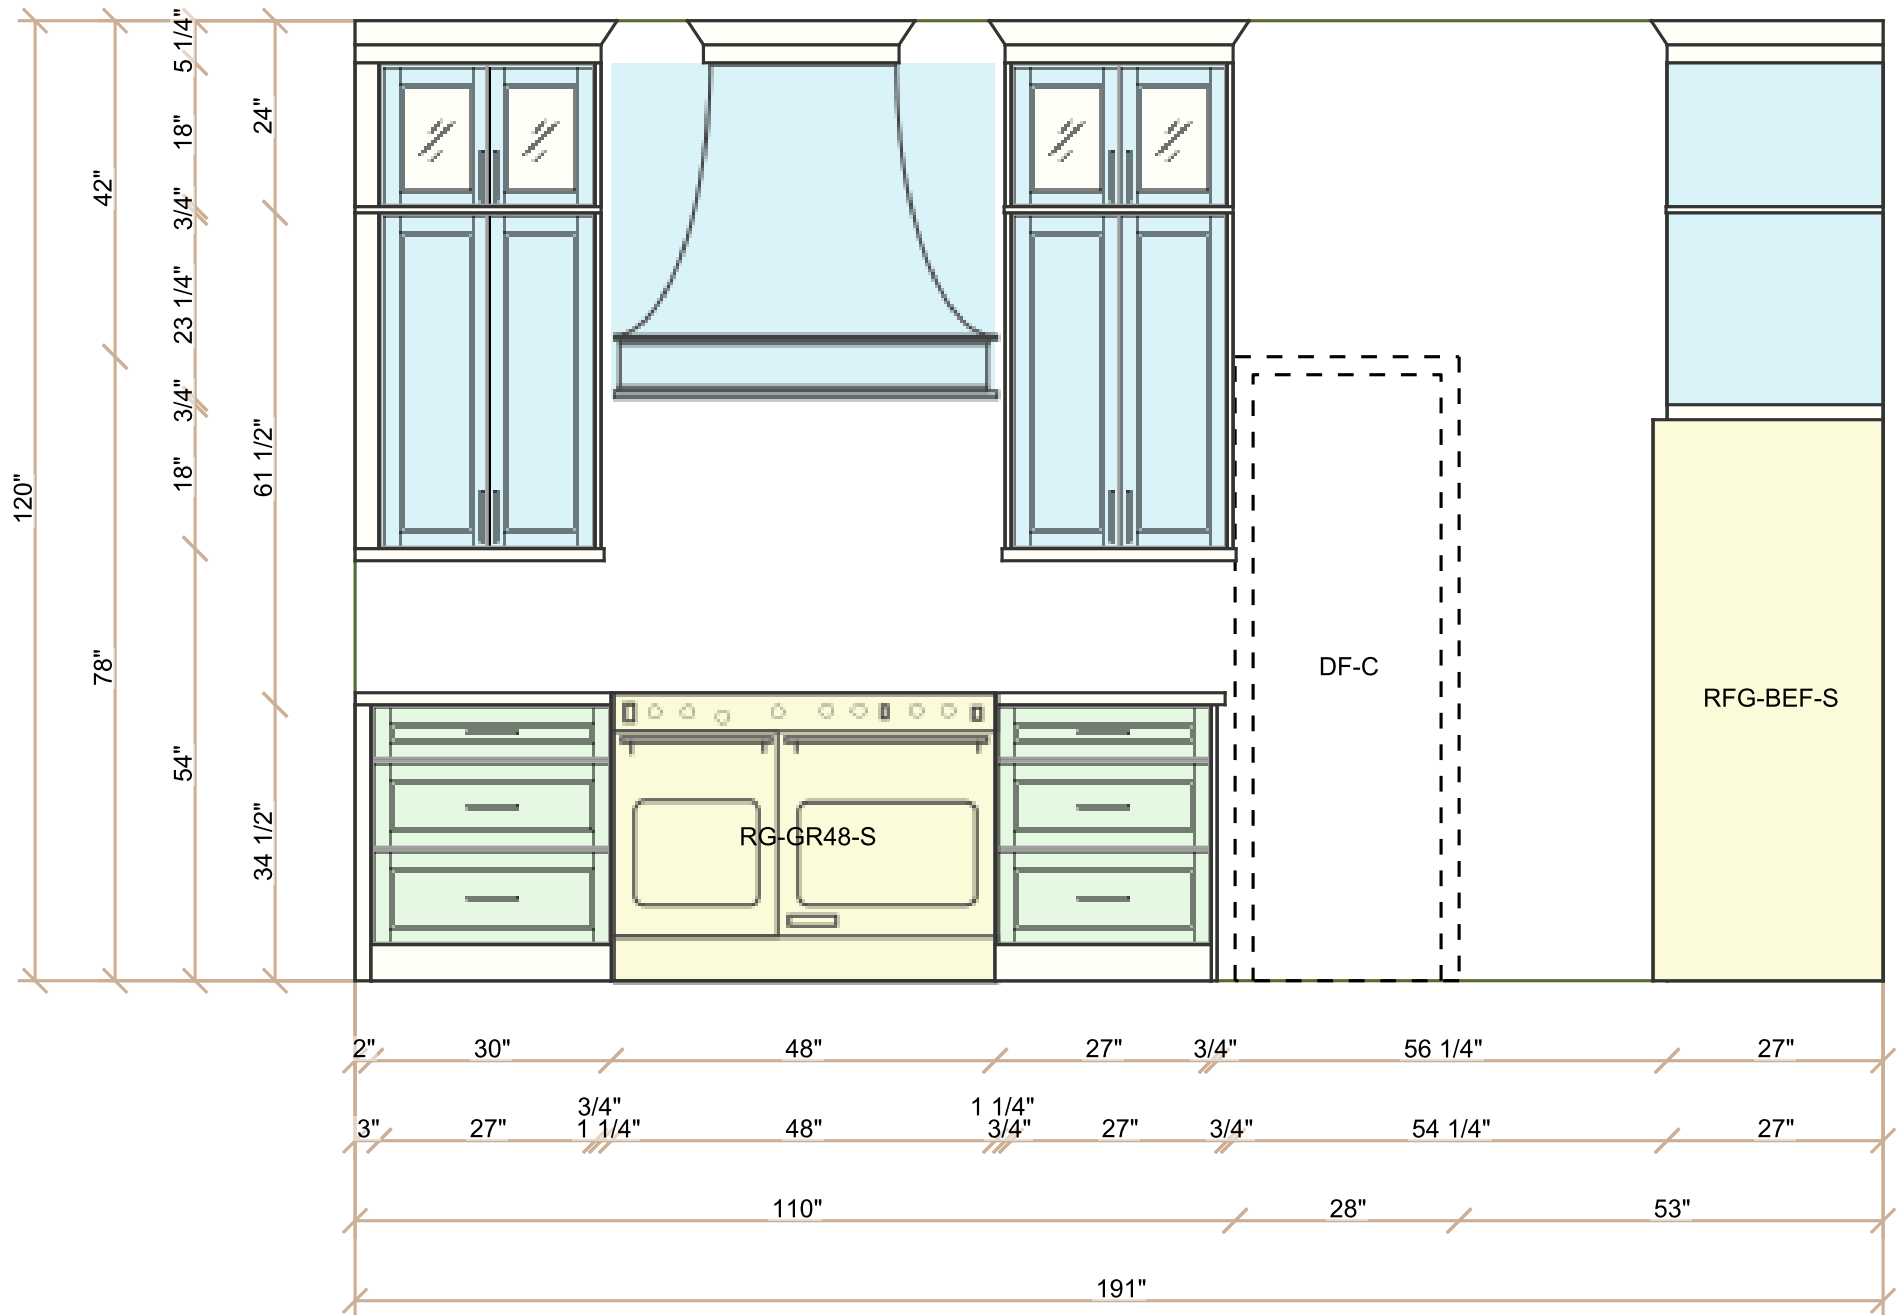 5 1/4"
18"
24"
42"
3/4"
23 1/4"
3/4"
61 1/2"
18"
120"
78"
54"
34 1/2"
DF-C
RFG-BEF-S
RG-GR48-S
2" 30" 48" 27" 3/4" 56 1/4" 27"
3/4" 1 1/4"
3" 27" 1 1/4" 48" 3/4" 27" 3/4" 54 1/4" 27"
110" 28" 53"
191"